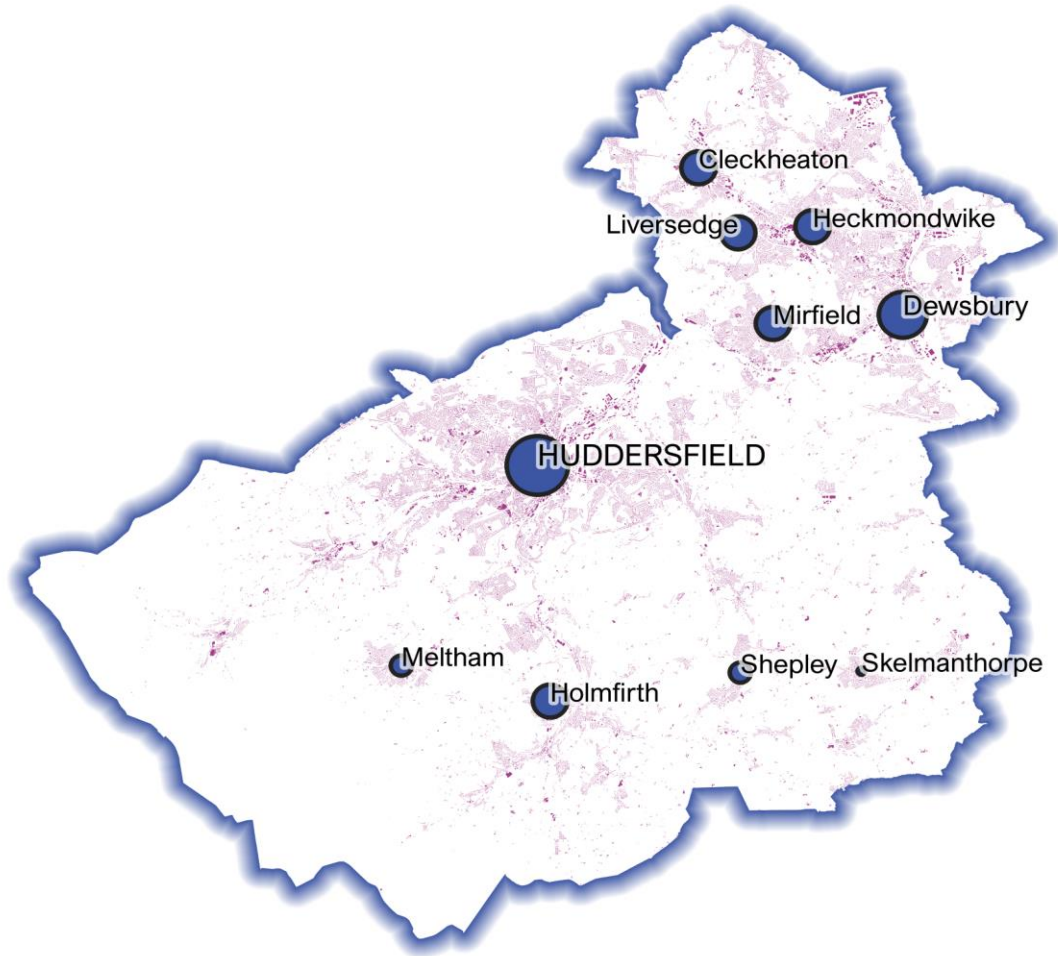 Cleckheaton
Liversedge
Heckmondwike
Mirfield
Dewsbury
HUDDERSFIELD
Meltham
Shepley
Skelmanthorpe
Holmfirth